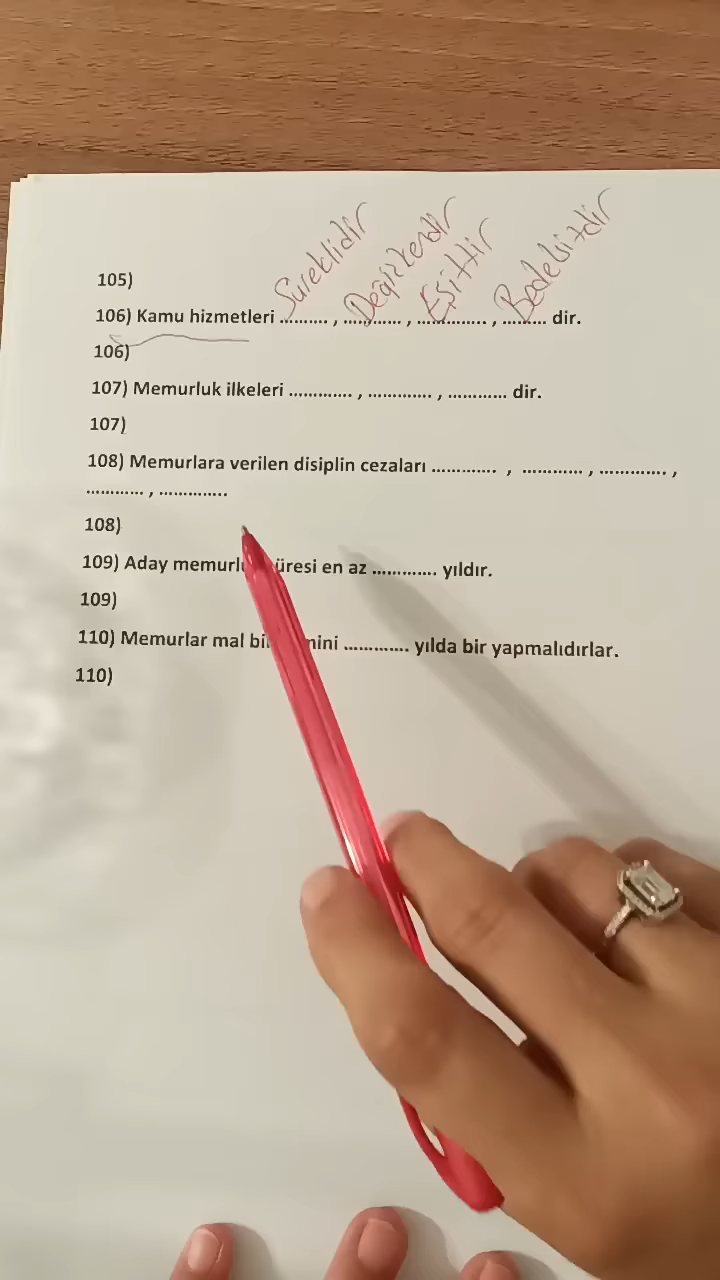 Süreklidir Değişkendir Eşittir Bedelsizdir
105)
106) Kamu hizmetleri .......... , ............ , .............. , ......... dir.
106)
107) Memurluk ilkeleri ............. , ............. , ............ dir.
107)
108) Memurlara verilen disiplin cezaları ............. , ............ , ............. ,
............ , ..............
108)
109) Aday memurl üresi en az ............. yıldır.
109)
110) Memurlar mal bi mini ............. yılda bir yapmalıdırlar.
110)